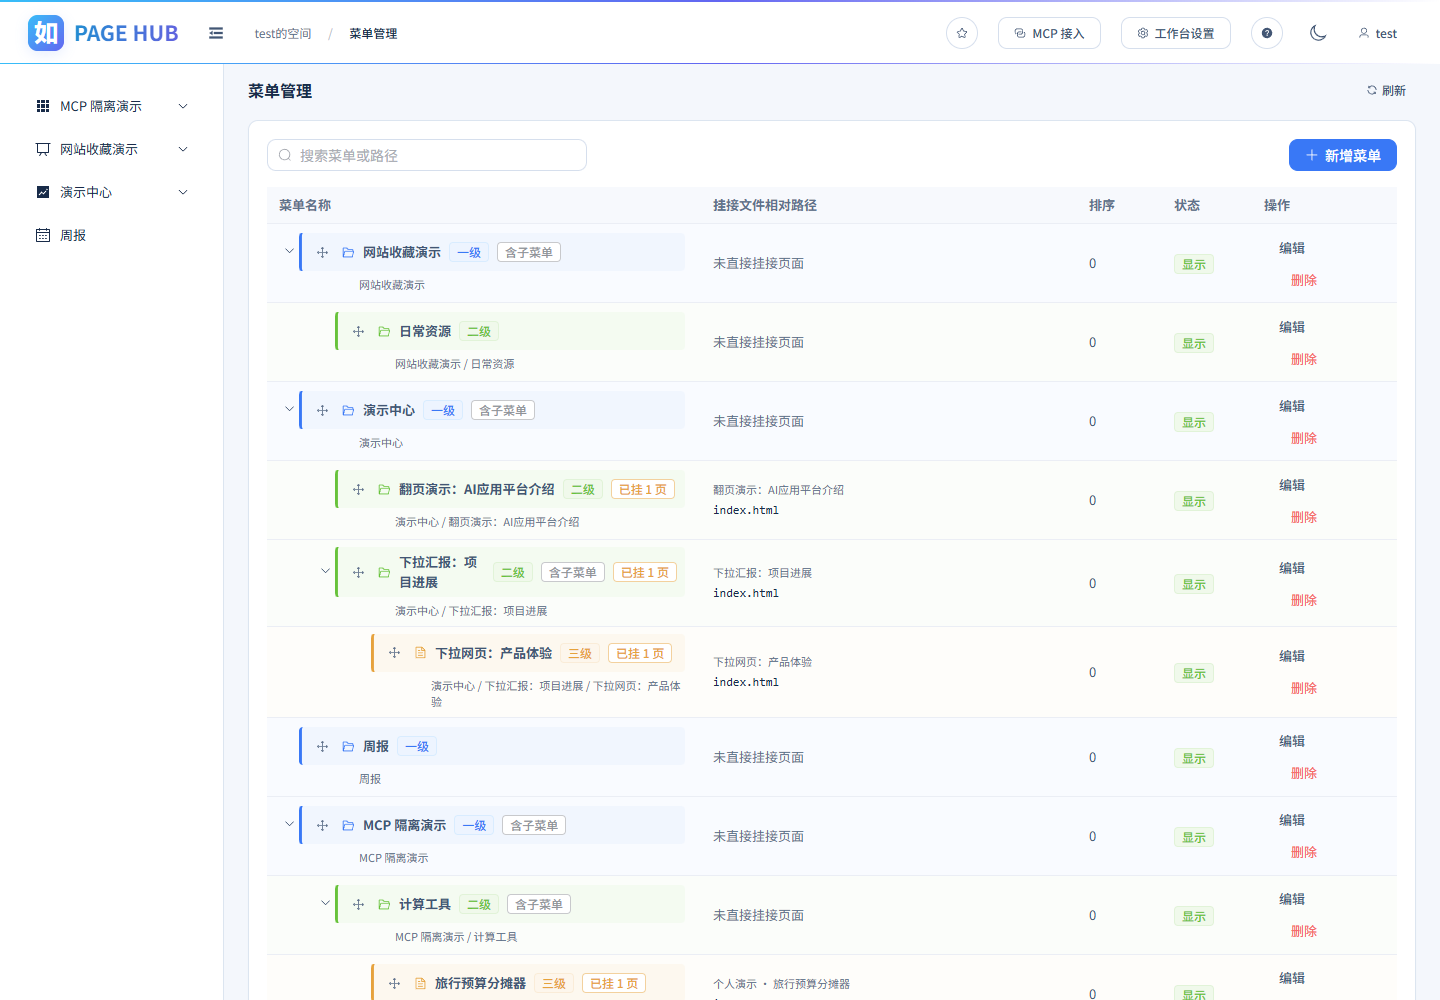 如 PAGE HUB
test的空间 / 菜单管理
MCP 接入
工作台设置
test
MCP 隔离演示
网站收藏演示
演示中心
周报
菜单管理
刷新
搜索菜单或路径
新增菜单
菜单名称 挂接文件相对路径 排序 状态 操作
网站收藏演示 一级 含子菜单
网站收藏演示
未直接挂接页面 0 显示 编辑
删除
日常资源 二级
网站收藏演示 / 日常资源
未直接挂接页面 0 显示 编辑
删除
演示中心 一级 含子菜单
演示中心
未直接挂接页面 0 显示 编辑
删除
翻页演示：AI应用平台介绍 二级 已挂 1 页
演示中心 / 翻页演示：AI应用平台介绍
翻页演示：AI应用平台介绍
index.html
0 显示 编辑
删除
下拉汇报：项
目进展
二级 含子菜单 已挂 1 页
演示中心 / 下拉汇报：项目进展
下拉汇报：项目进展
index.html
0 显示 编辑
删除
下拉网页：产品体验 三级 已挂 1 页
演示中心 / 下拉汇报：项目进展 / 下拉网页：产品体
验
下拉网页：产品体验
index.html
0 显示 编辑
删除
周报 一级
周报
未直接挂接页面 0 显示 编辑
删除
MCP 隔离演示 一级 含子菜单
MCP 隔离演示
未直接挂接页面 0 显示 编辑
删除
计算工具 二级 含子菜单
MCP 隔离演示 / 计算工具
未直接挂接页面 0 显示 编辑
删除
旅行预算分摊器 三级 已挂 1 页
个人演示 · 旅行预算分摊器
0 显示 编辑